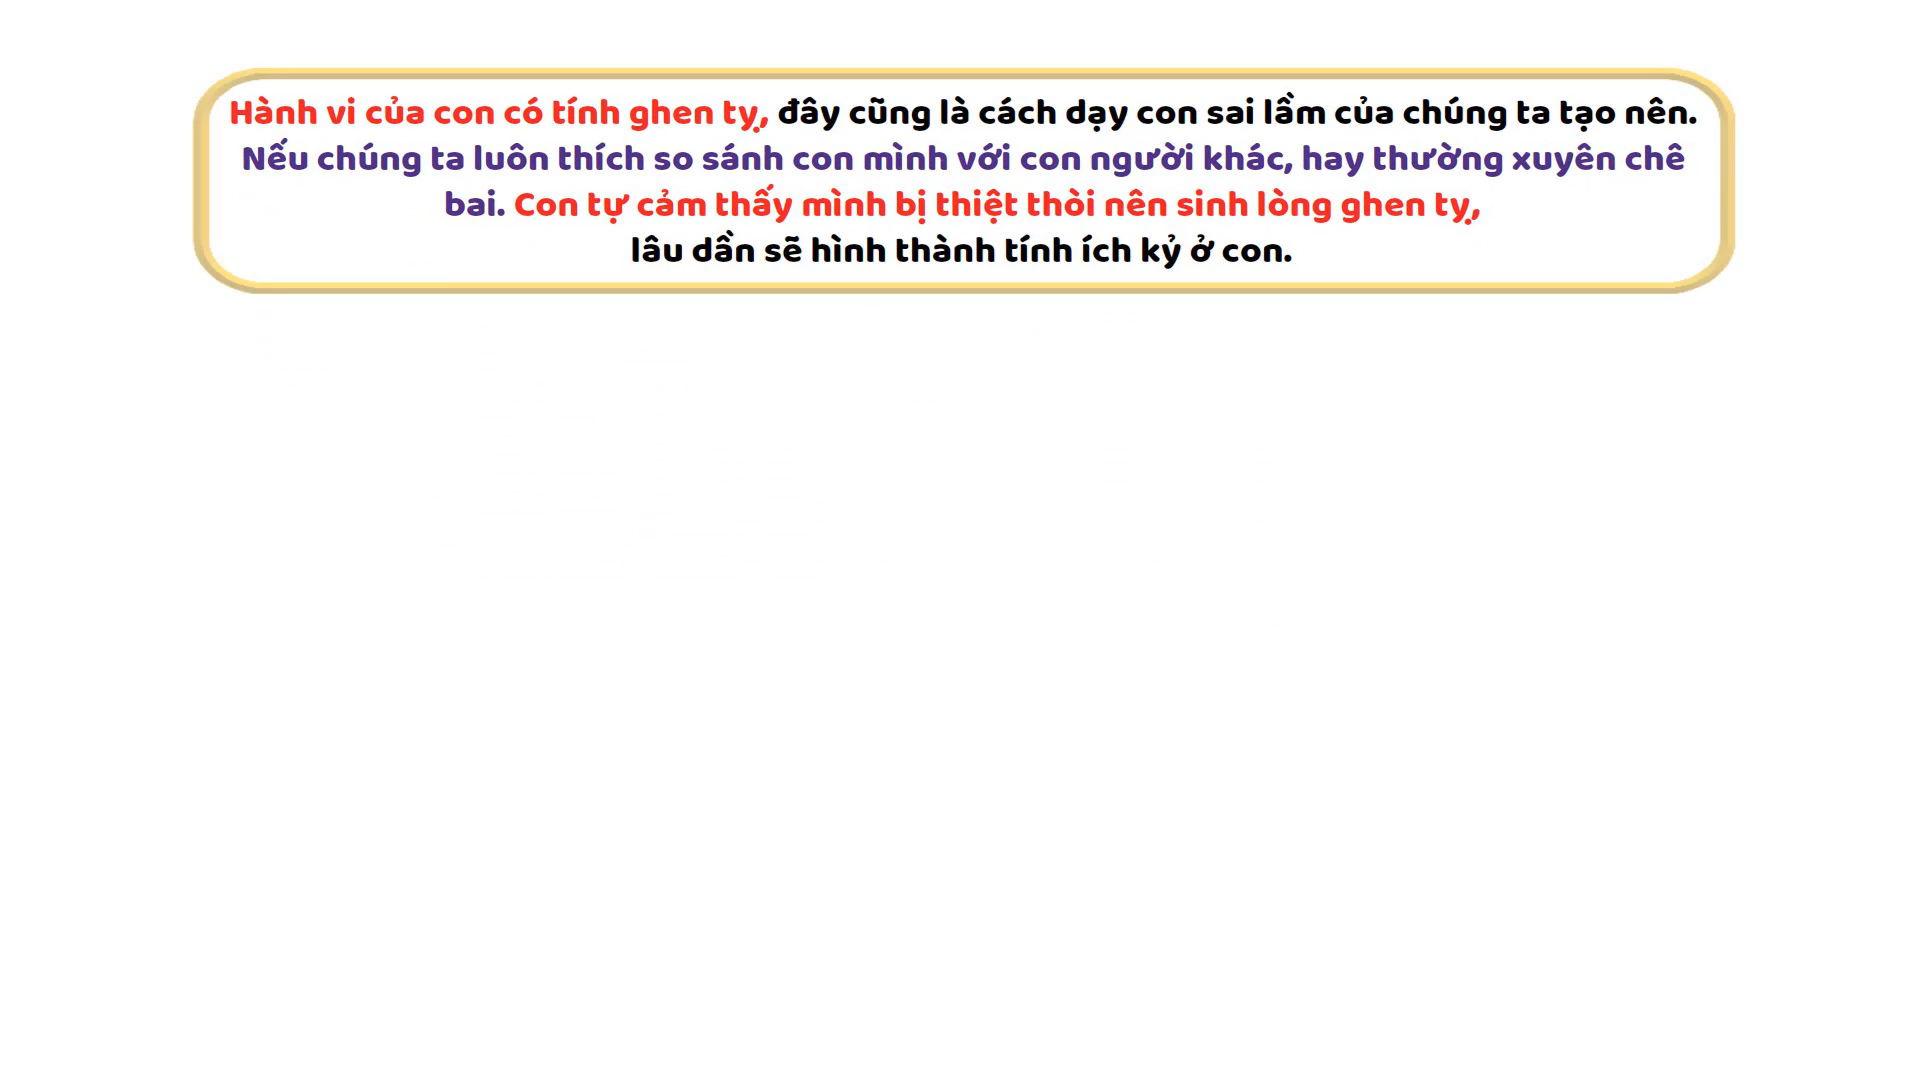 Hành vi của con có tính ghen tỵ, đây cũng là cách dạy con sai lầm của chúng ta tạo nên.
Nếu chúng ta luôn thích so sánh con mình với con người khác, hay thường xuyên chê
bai. Con tự cảm thấy mình bị thiệt thòi nên sinh lòng ghen tỵ,
lâu dần sẽ hình thành tính ích kỷ ở con.